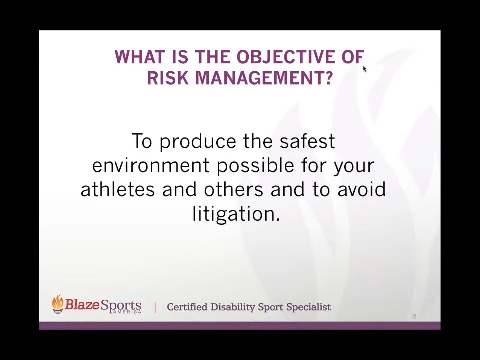 WHAT IS THE OBJECTIVE OF
RISK MANAGEMENT?
To produce the safest
environment possible for your
athletes and others and to avoid
litigation.
BlazeSports
AMERICA
Certified Disability Sport Specialist